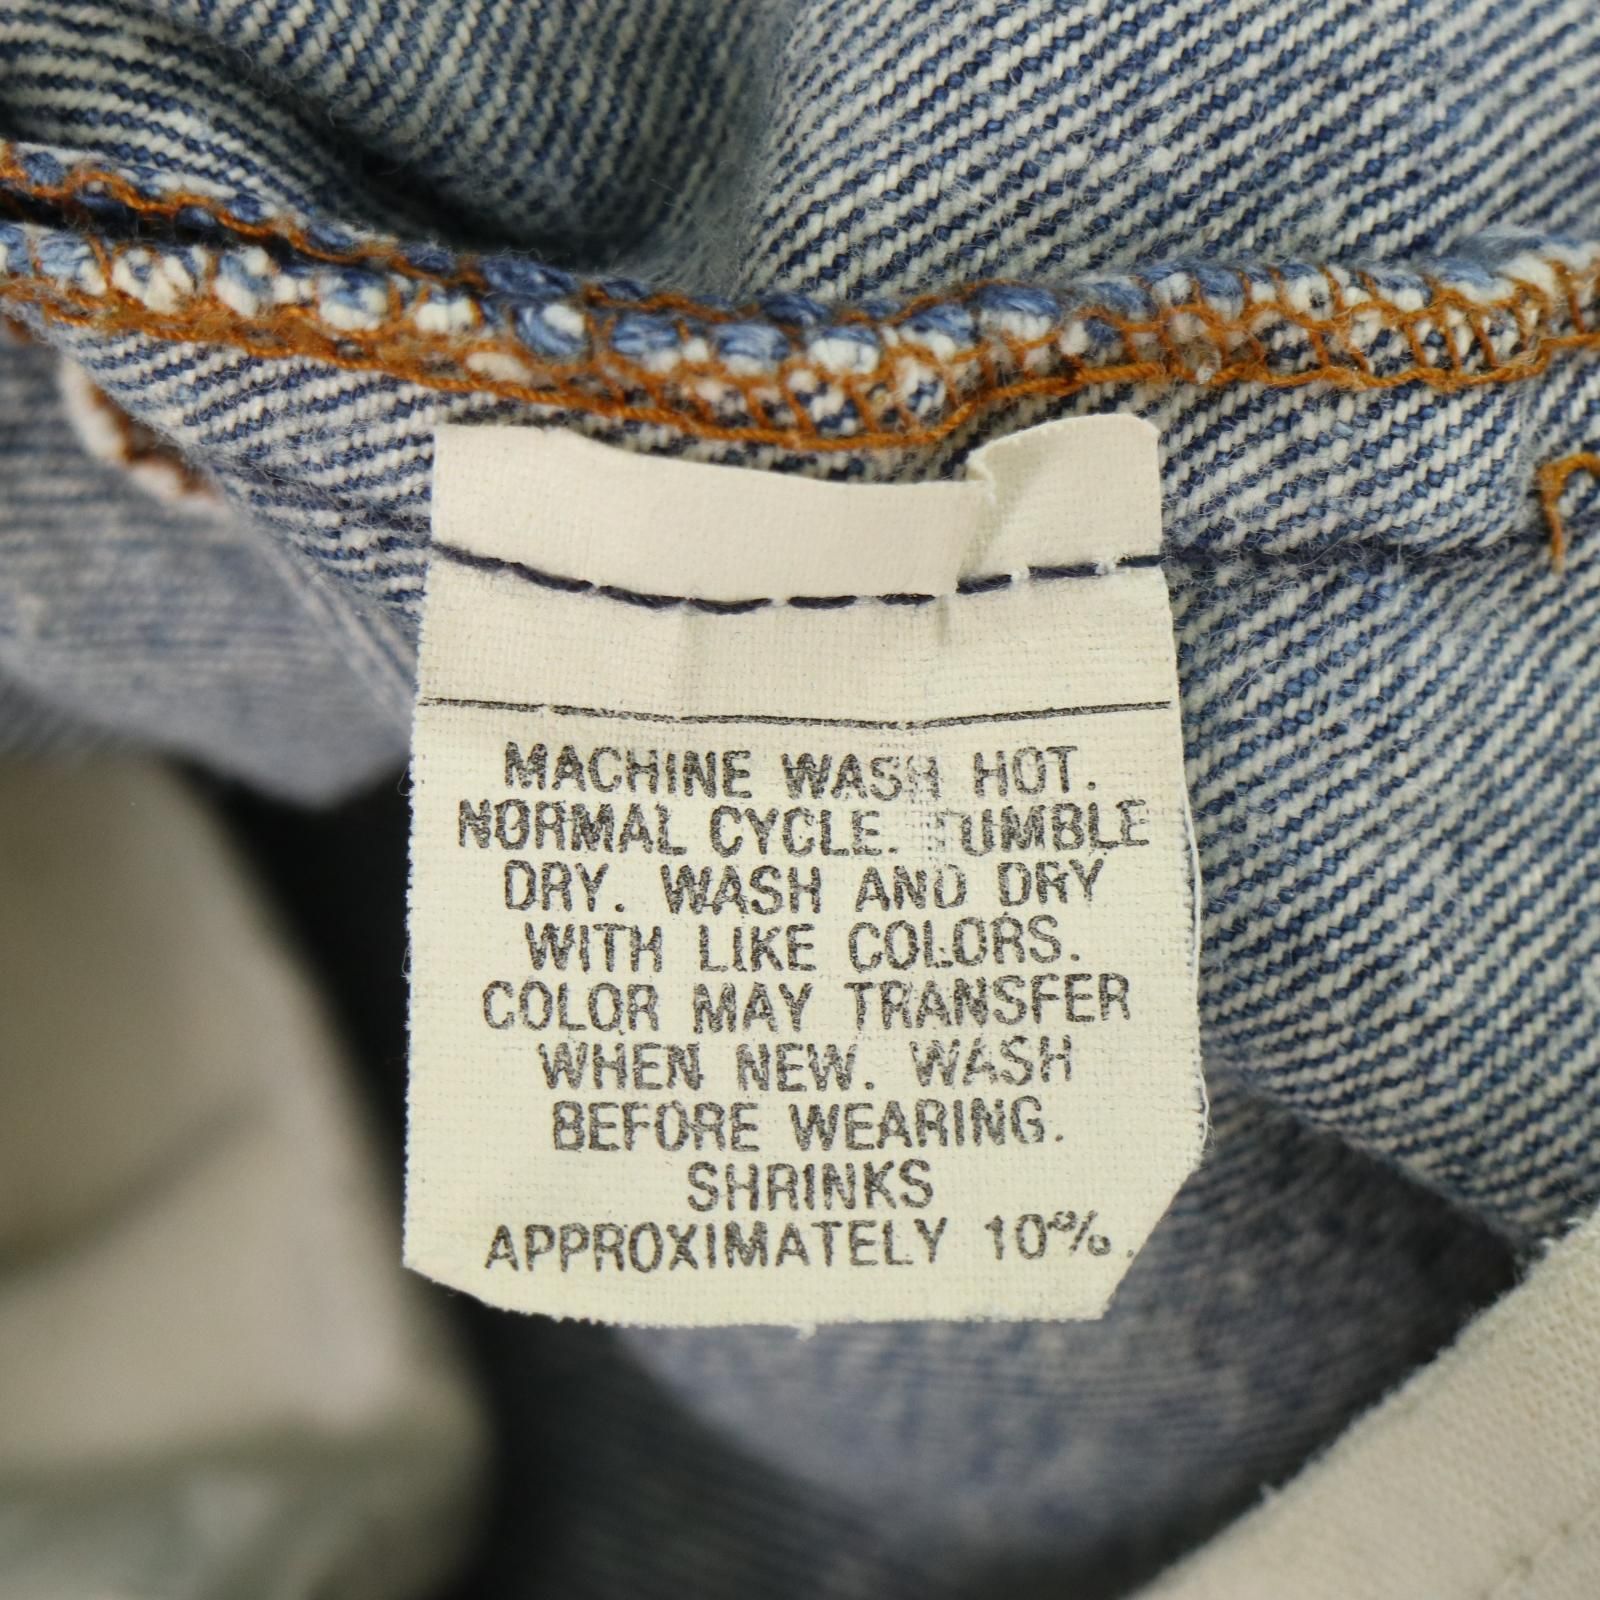 MACHINE WASH HOT.
NORMAL CYCLE. TUMBLE
DRY. WASH AND DRY
WITH LIKE COLORS.
COLOR MAY TRANSFER
WHEN NEW. WASH
BEFORE WEARING.
SHRINKS
APPROXIMATELY 10%.